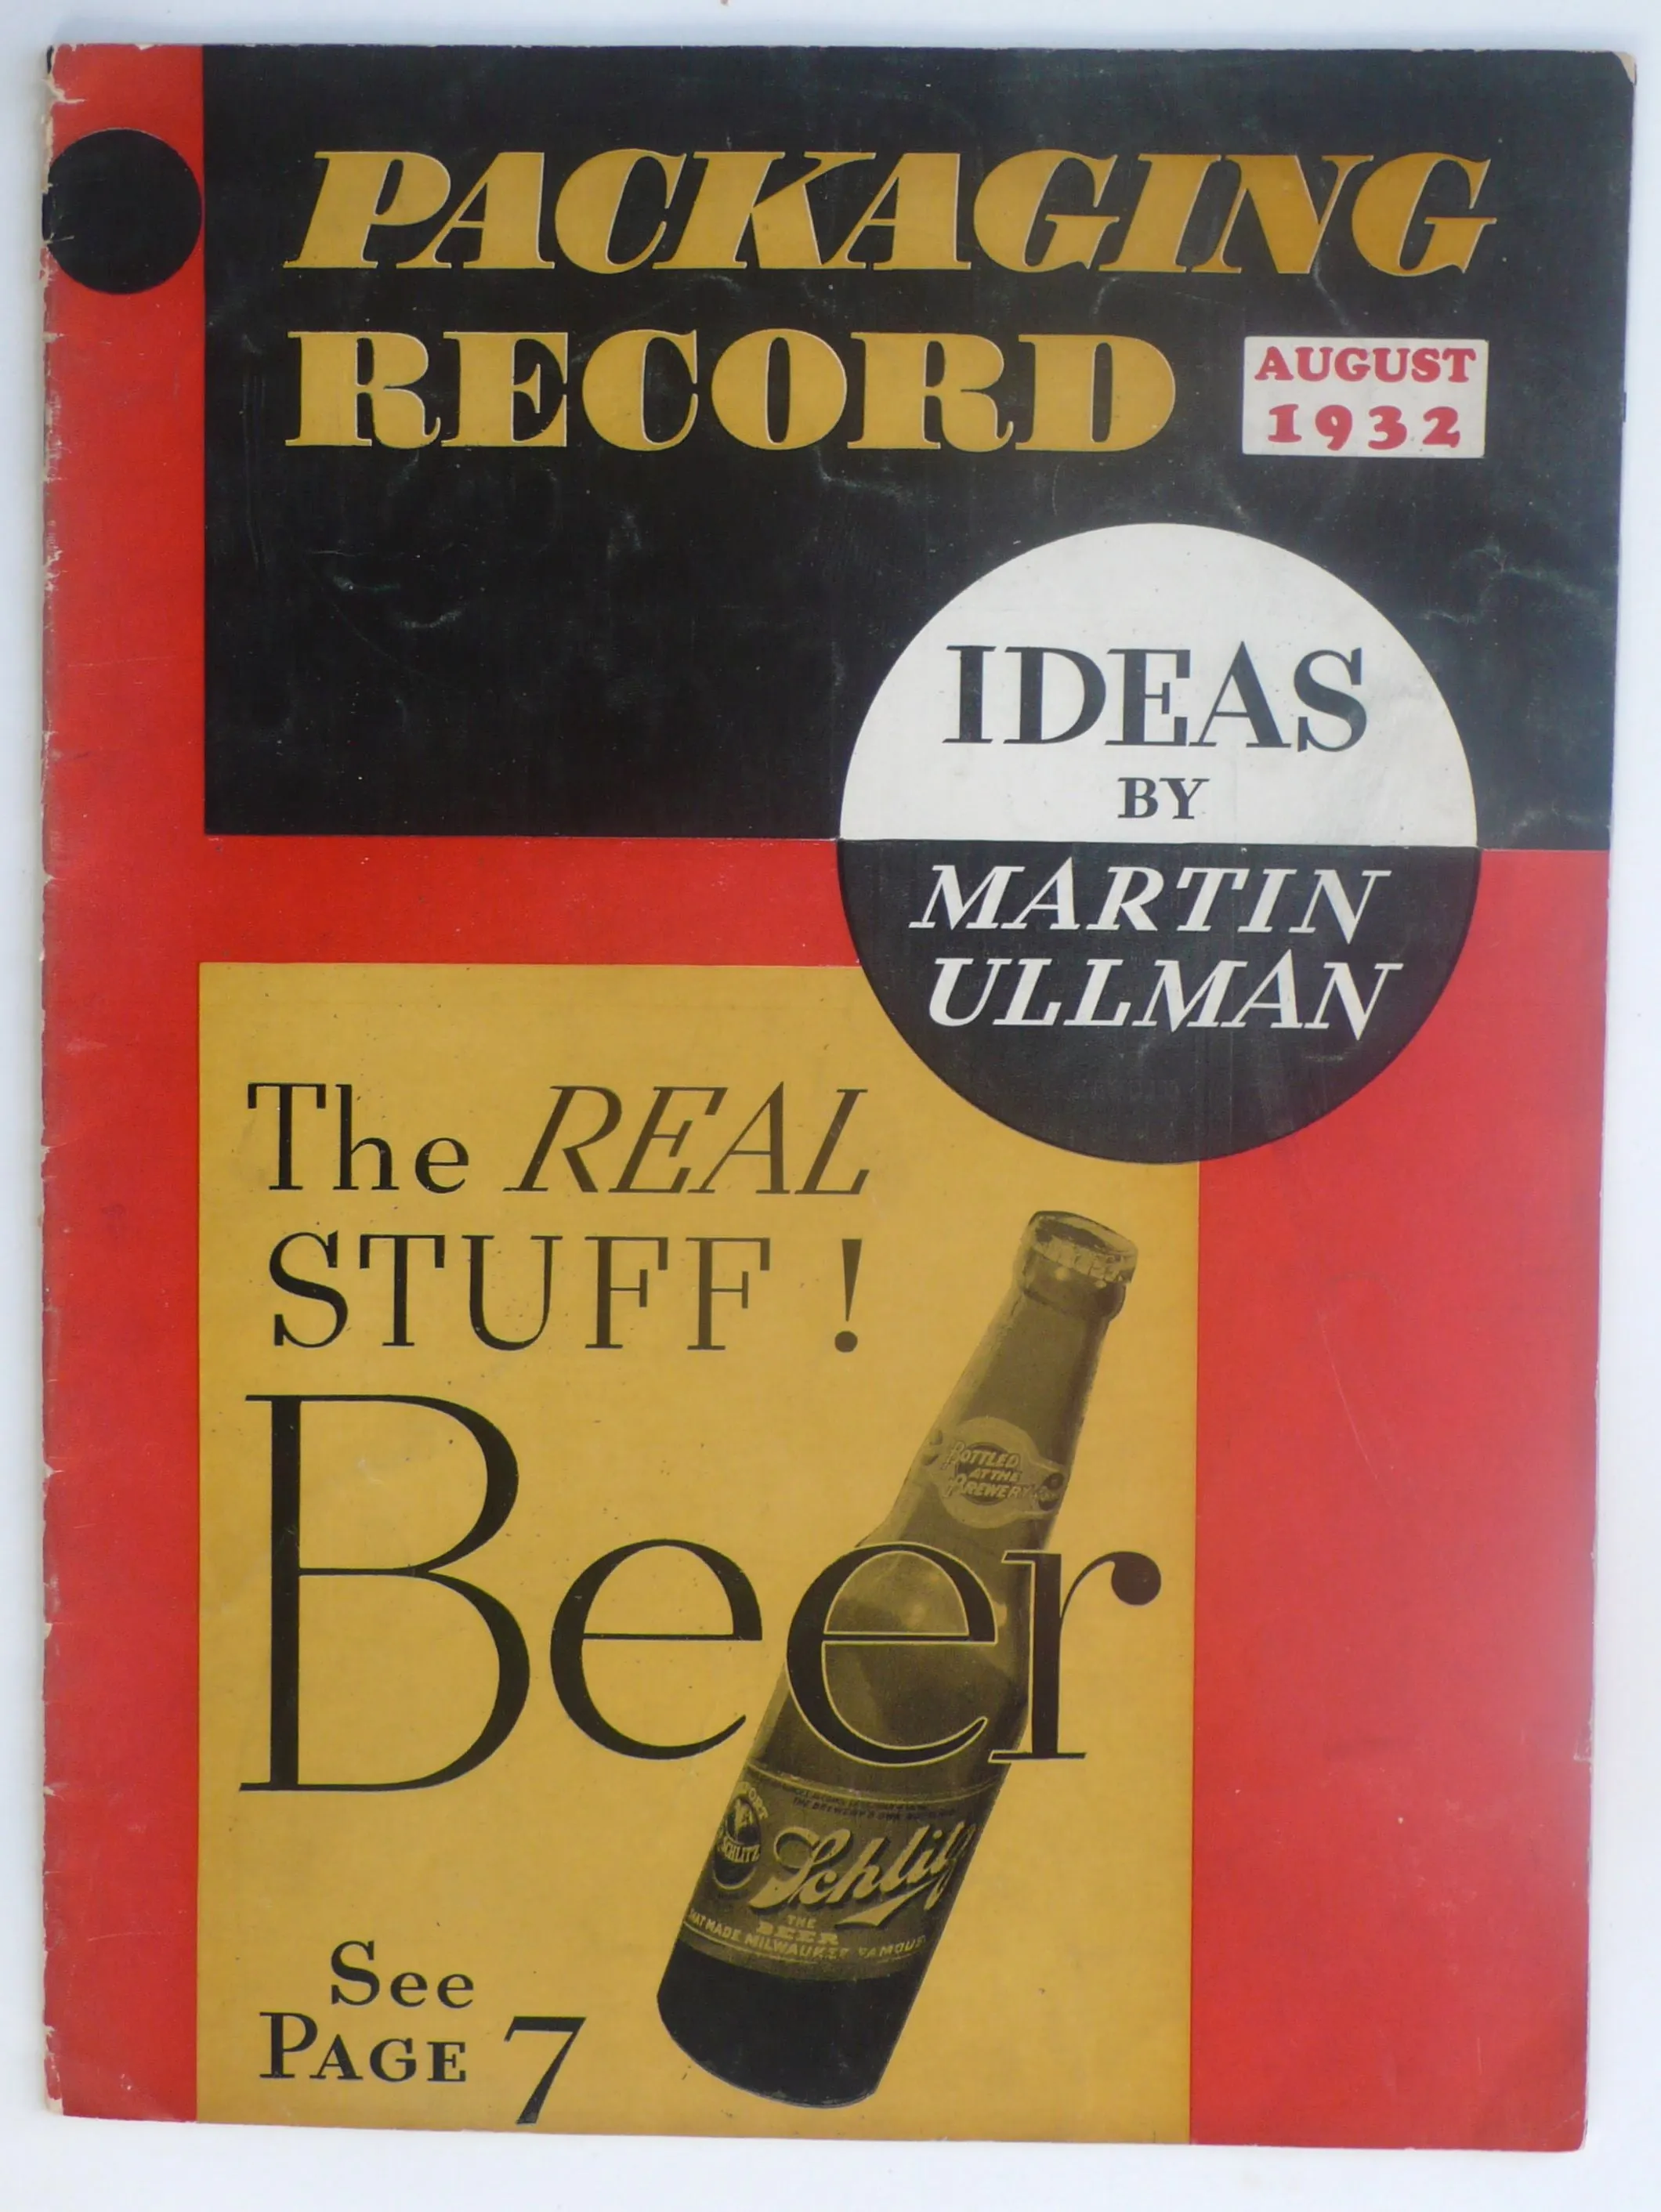 PACKAGING
RECORD
AUGUST
1932
IDEAS
BY
MARTIN
ULLMAN
The REAL
STUFF !
Beer
BOTTLED
AT THE
BREWERY
SCHLITZ
Schlitz
THE
BEER
THAT MADE MILWAUKEE FAMOUS
See
PAGE 7